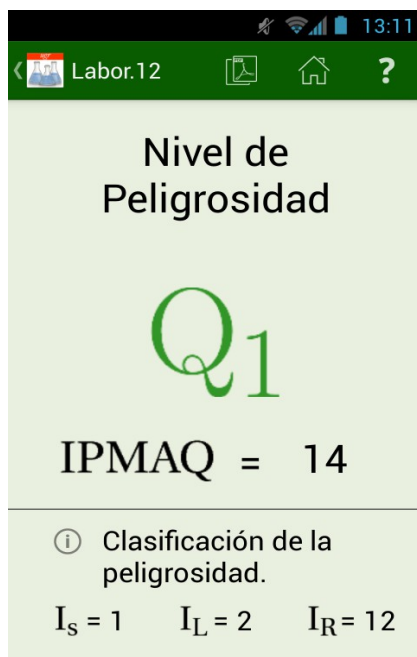 13:11
Labor.12 ?
Nivel de
Peligrosidad
Q1
IPMAQ = 14
Clasificación de la
peligrosidad.
Is = 1 IL = 2 IR = 12